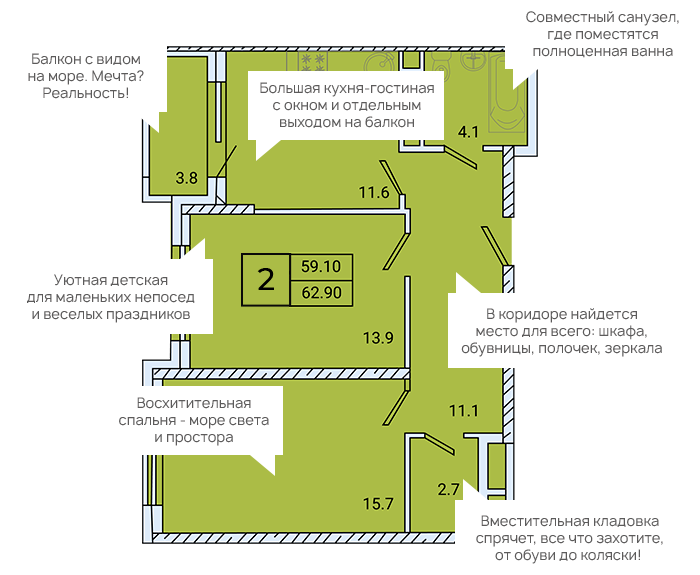 Совместный санузел,
где поместятся
полноценная ванна
Балкон с видом
на море. Мечта?
Реальность!
Большая кухня-гостиная
с окном и отдельным
выходом на балкон
4.1
3.8
11.6
Уютная детская
для маленьких непосед
и веселых праздников
2
59.10
62.90
13.9
В коридоре найдется
место для всего: шкафа,
обувницы, полочек, зеркала
Восхитительная
спальня - море света
и простора
11.1
15.7
2.7
Вместительная кладовка
спрячет, все что захотите,
от обуви до коляски!